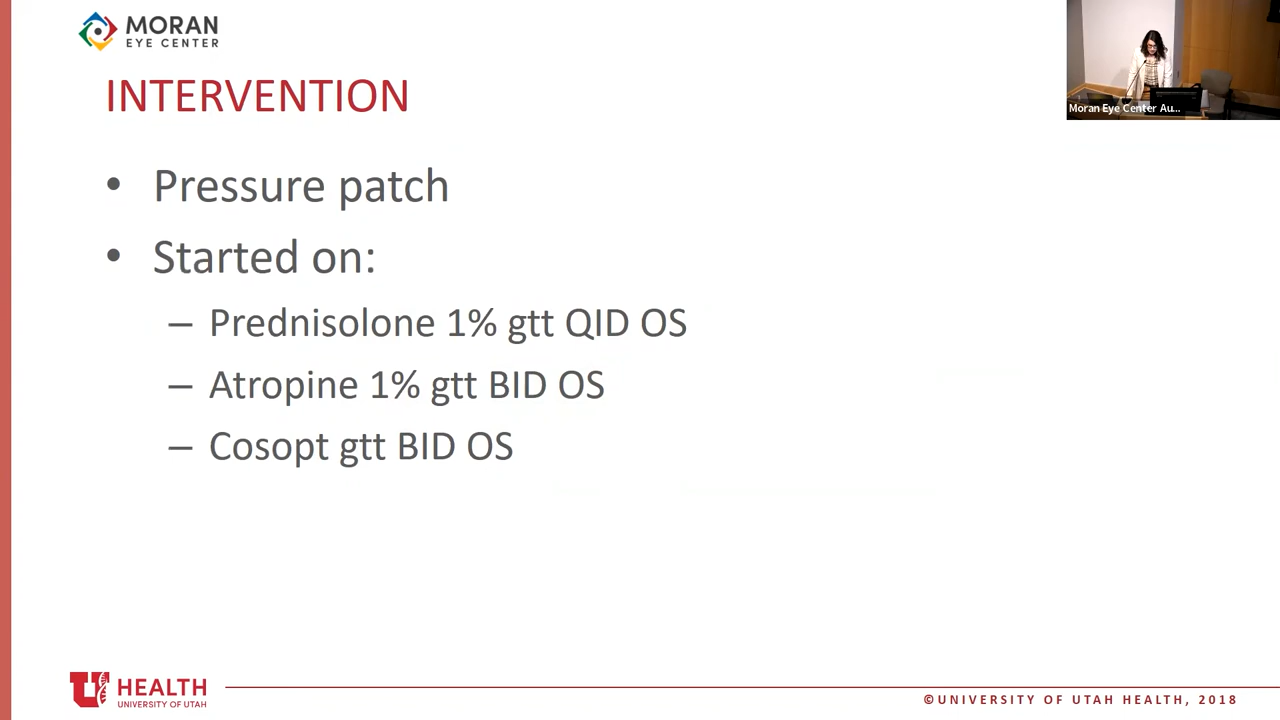 MORAN
EYE CENTER
Moran Eye Center Au...
INTERVENTION
• Pressure patch
• Started on:
– Prednisolone 1% gtt QID OS
– Atropine 1% gtt BID OS
– Cosopt gtt BID OS
U HEALTH
UNIVERSITY OF UTAH
©UNIVERSITY OF UTAH HEALTH, 2018